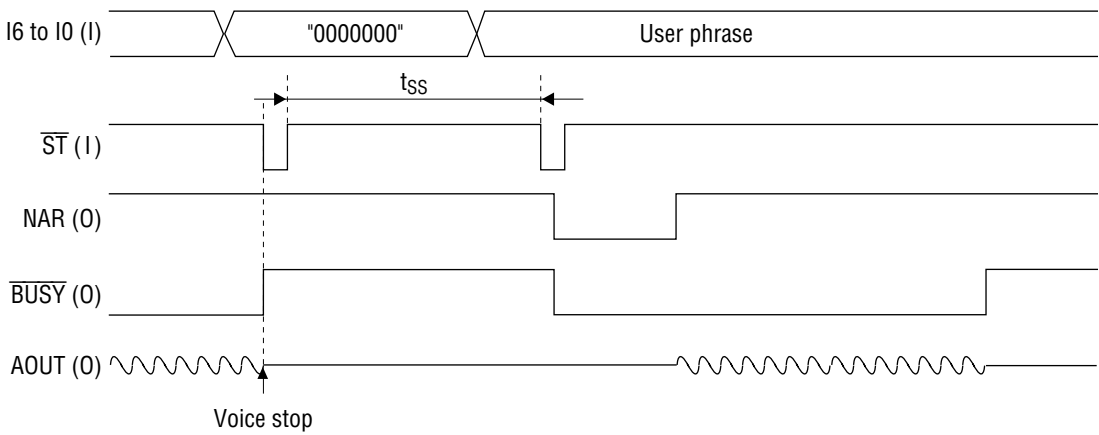 I6 to I0 (I)
"0000000"
User phrase
tSS
ST (I)
NAR (O)
BUSY (O)
AOUT (O)
Voice stop